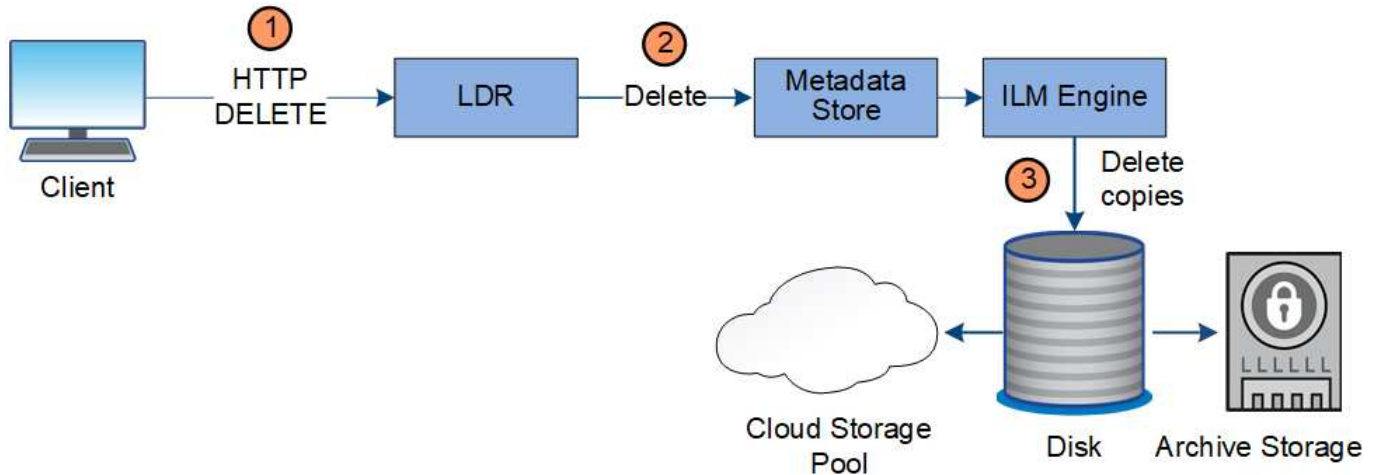 1
HTTP
DELETE
Client
LDR
2
Delete
Metadata
Store
ILM Engine
3
Delete
copies
Cloud Storage
Pool
Disk
LLLLLL
Archive Storage